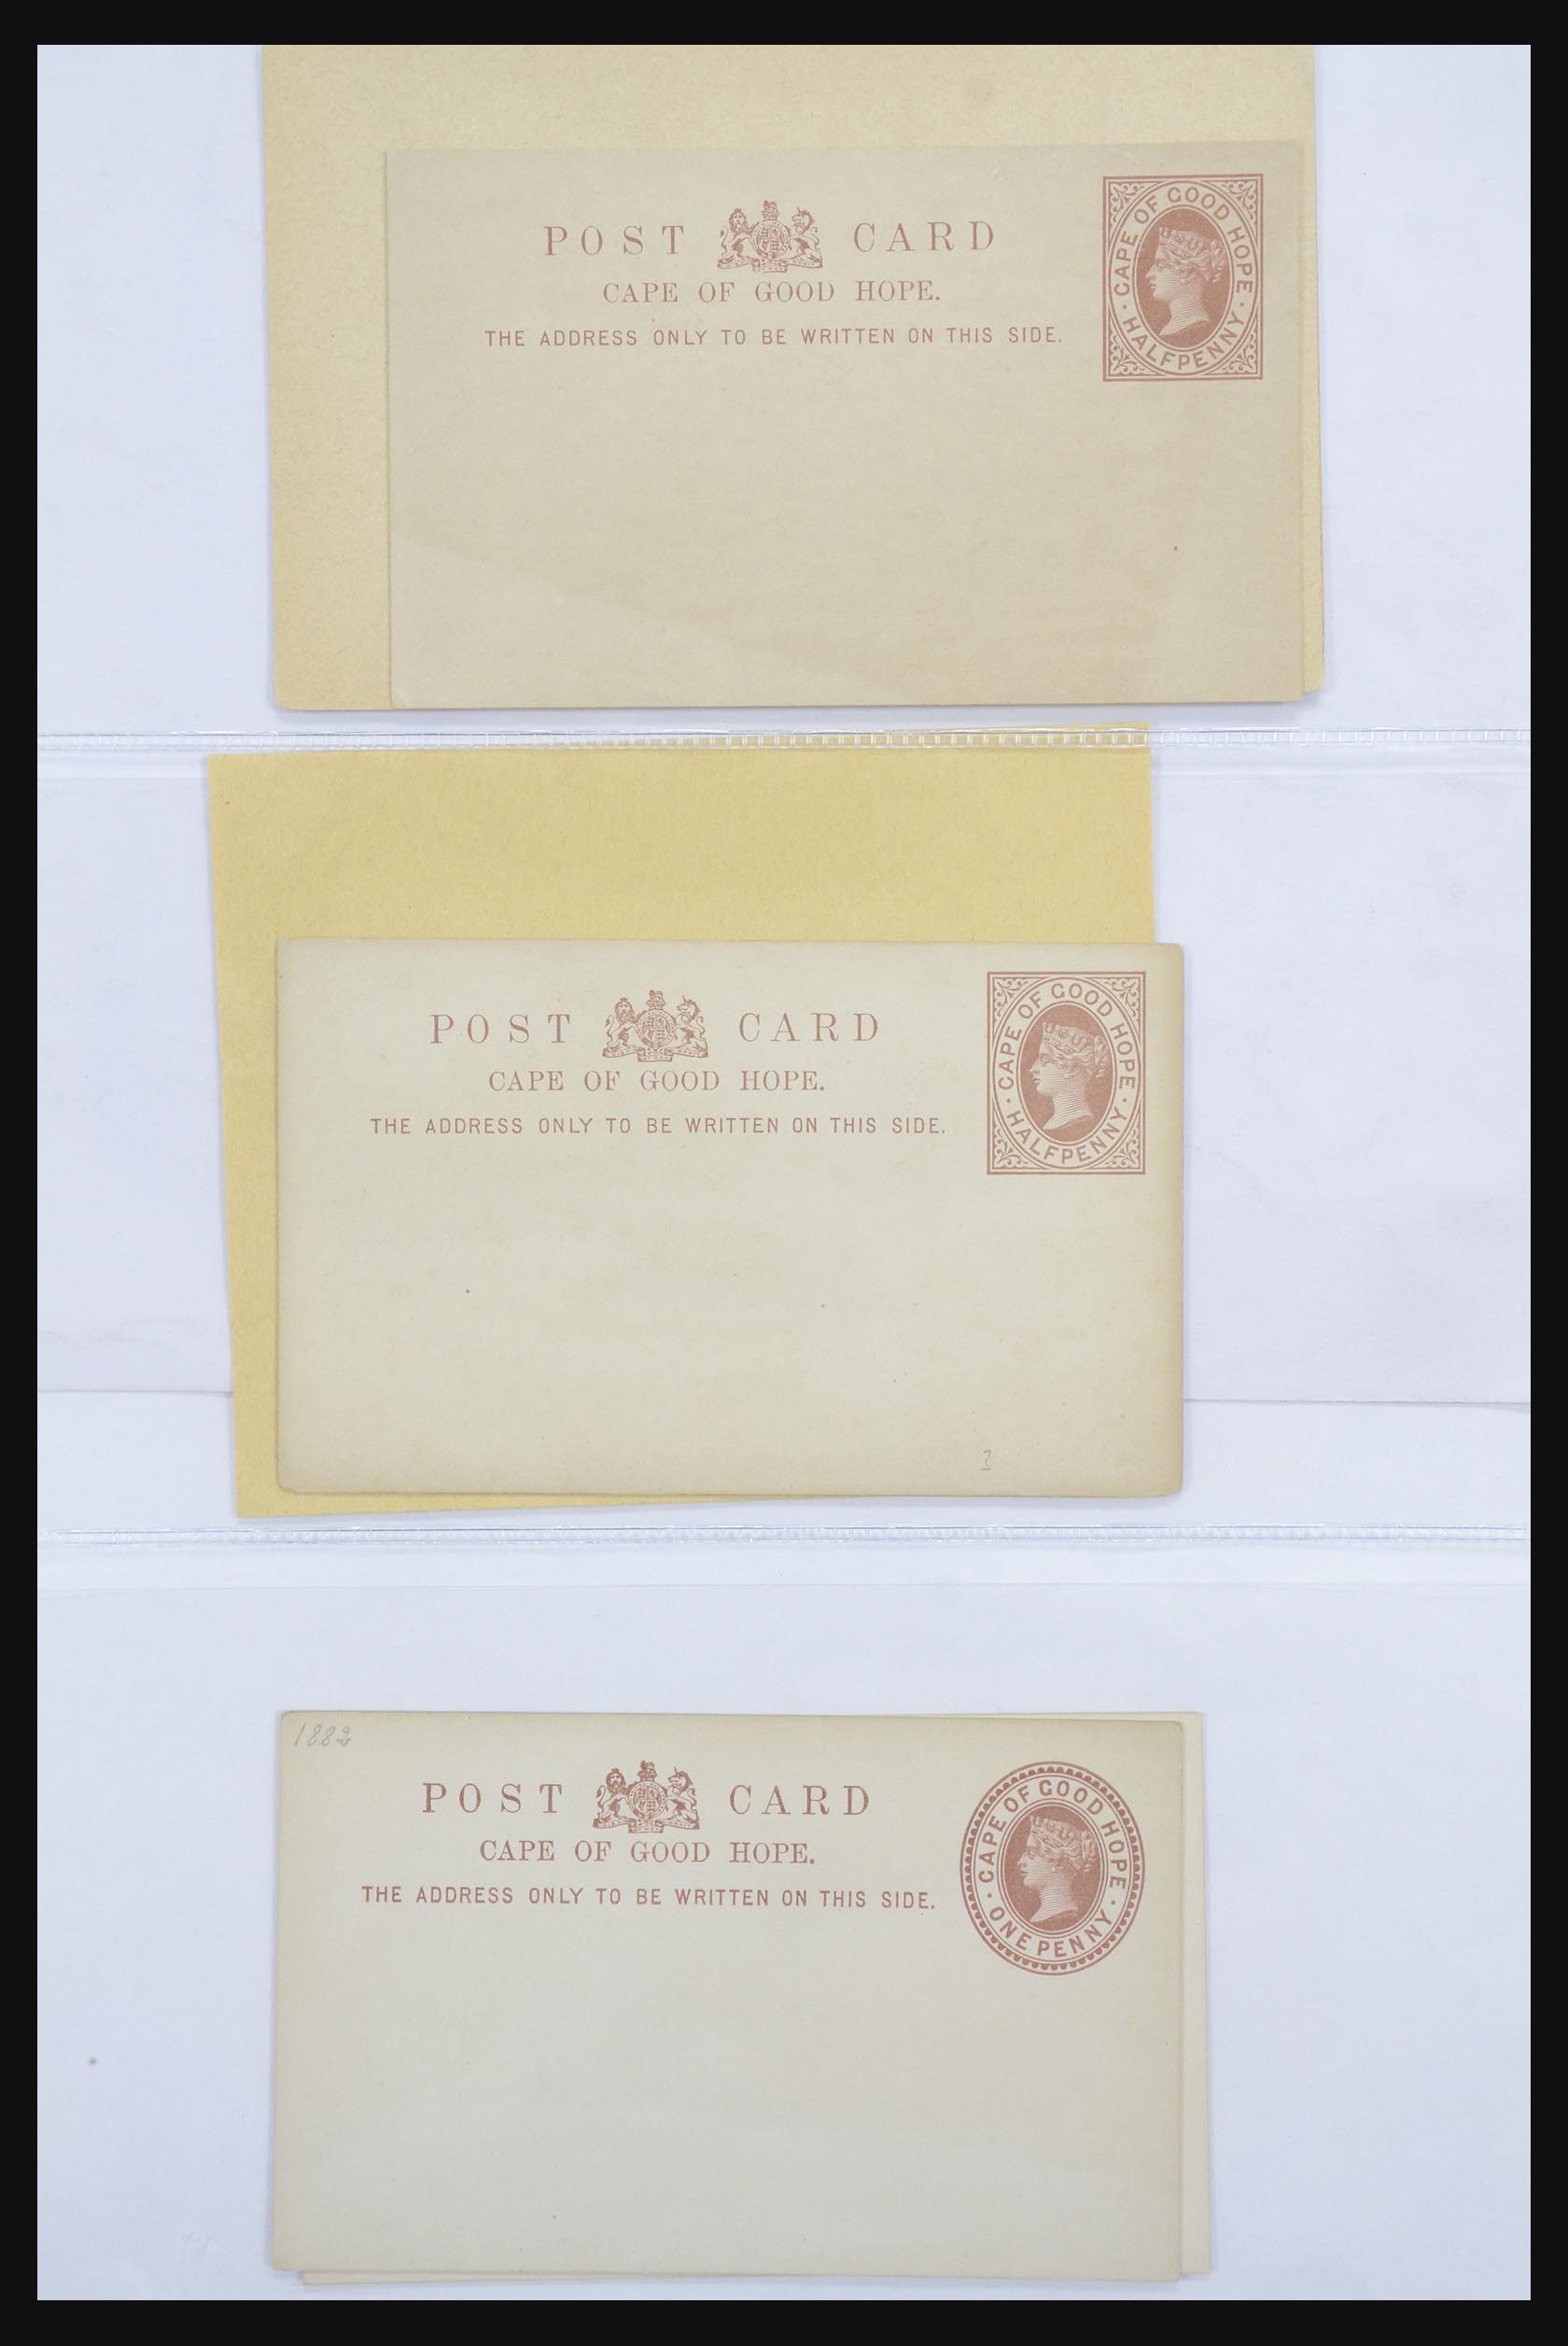 POST CARD
CAPE OF GOOD HOPE.
THE ADDRESS ONLY TO BE WRITTEN ON THIS SIDE.
CAPE OF GOOD HOPE
HALFPENNY
POST CARD
CAPE OF GOOD HOPE.
THE ADDRESS ONLY TO BE WRITTEN ON THIS SIDE.
CAPE OF GOOD HOPE
HALFPENNY
3
1882
POST CARD
CAPE OF GOOD HOPE.
THE ADDRESS ONLY TO BE WRITTEN ON THIS SIDE.
CAPE OF GOOD HOPE
ONE PENNY